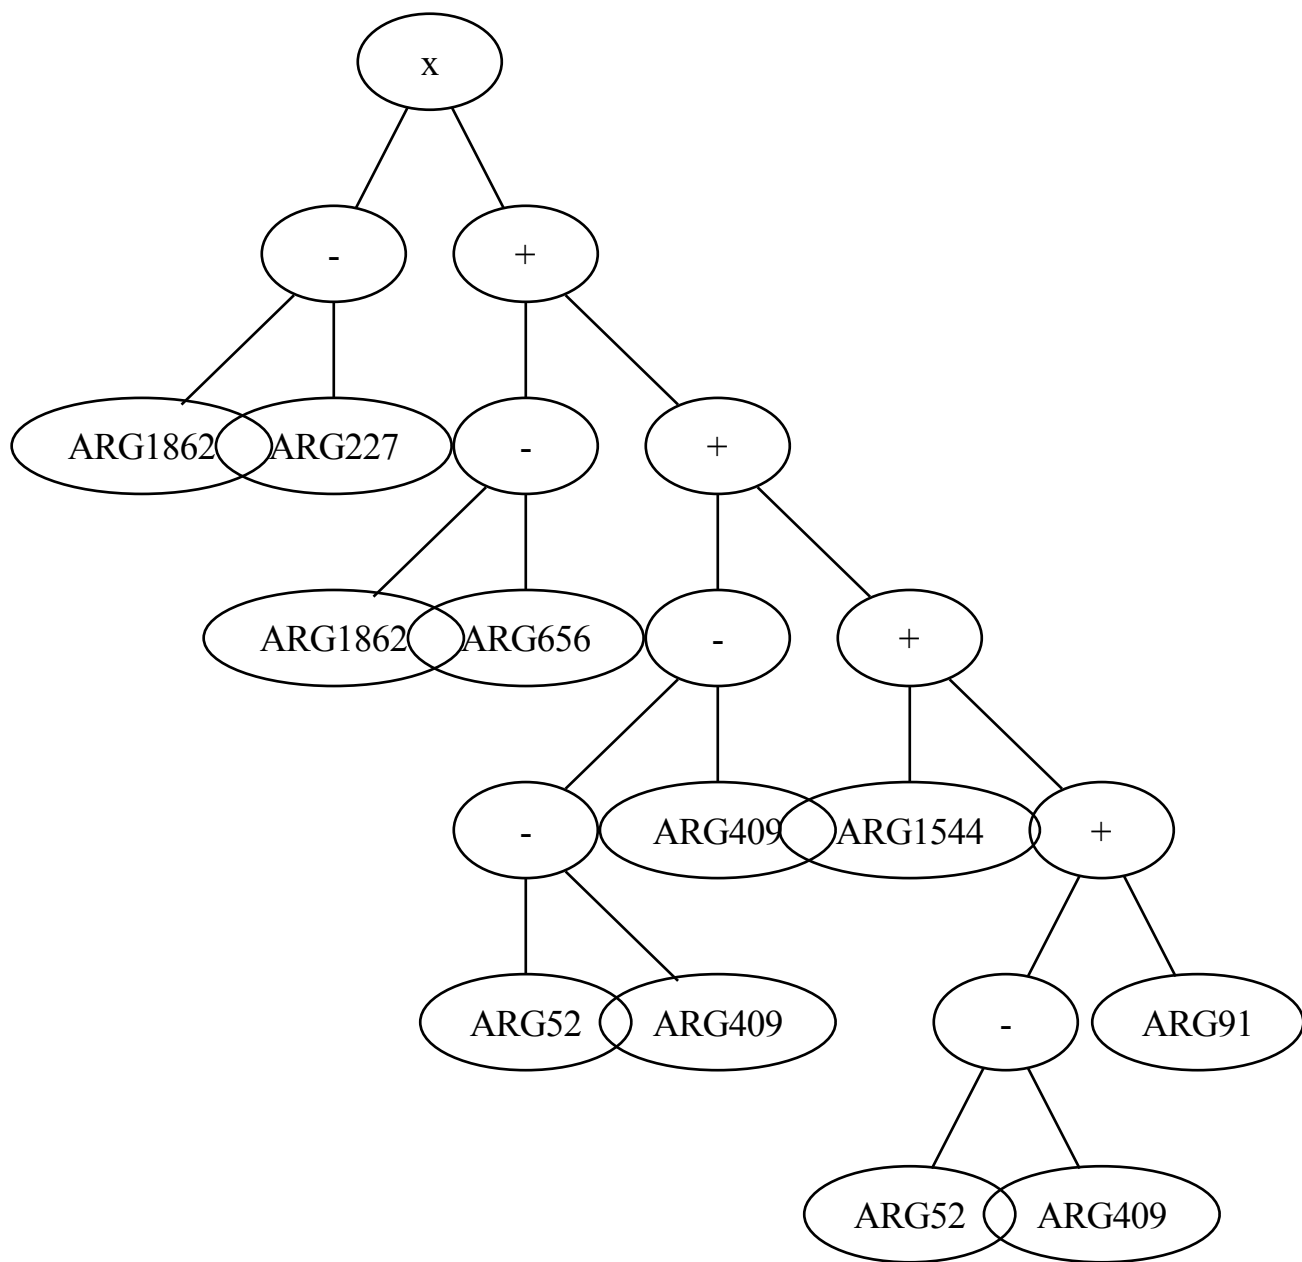 x
- +
ARG1862 ARG227 - +
ARG1862 ARG656 - +
- ARG409 ARG1544 +
ARG52 ARG409 - ARG91
ARG52 ARG409